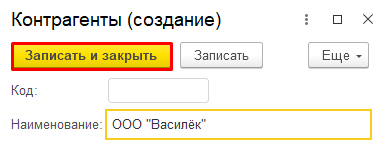 Контрагенты (создание)
Записать и закрыть Записать Еще
Код:
Наименование: ООО "Василёк"